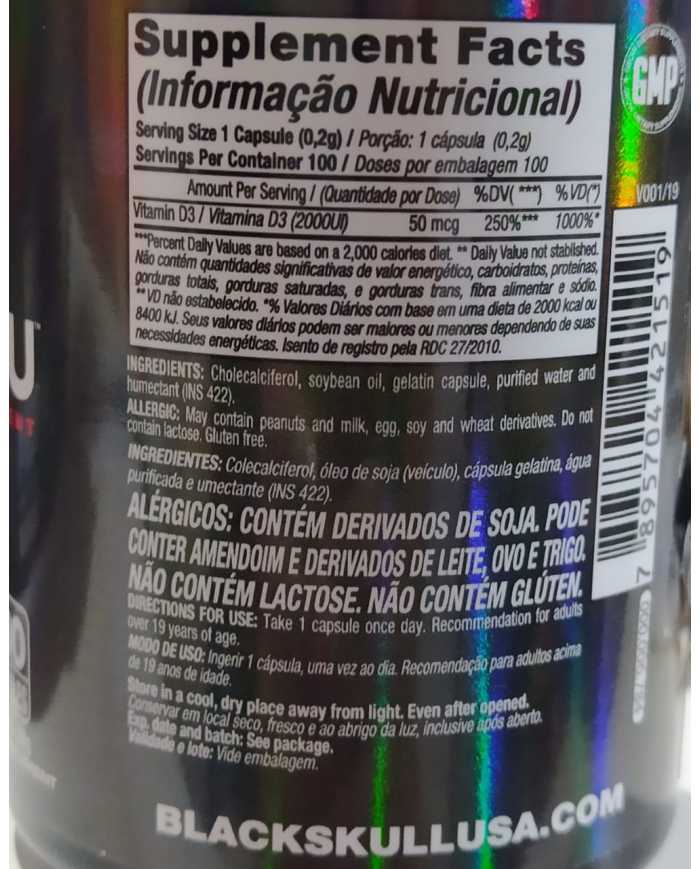 Supplement Facts
(Informação Nutricional)
Serving Size 1 Capsule (0,2g) / Porção: 1 cápsula (0,2g)
Servings Per Container 100 / Doses por embalagem 100
Amount Per Serving / (Quantidade por Dose) %DV( ***) % VD(*)
Vitamin D3 / Vitamina D3 (2000UI) 50 mcg 250%*** 1000%*
***Percent Daily Values are based on a 2,000 calories diet. ** Daily Value not stablished.
Não contém quantidades significativas de valor energético, carboidratos, proteínas,
gorduras totais, gorduras saturadas, e gorduras trans, fibra alimentar e sódio.
** VD não estabelecido. *% Valores Diários com base em uma dieta de 2000 kcal ou
8400 kJ. Seus valores diários podem ser maiores ou menores dependendo de suas
necessidades energéticas. Isento de registro pela RDC 27/2010.
INGREDIENTS: Cholecalciferol, soybean oil, gelatin capsule, purified water and
humectant (INS 422).
ALLERGIC: May contain peanuts and milk, egg, soy and wheat derivatives. Do not
contain lactose. Gluten free.
INGREDIENTES: Colecalciferol, óleo de soja (veículo), cápsula gelatina, água
purificada e umectante (INS 422).
ALÉRGICOS: CONTÉM DERIVADOS DE SOJA. PODE
CONTER AMENDOIM E DERIVADOS DE LEITE, OVO E TRIGO.
NÃO CONTÉM LACTOSE. NÃO CONTÉM GLÚTEN.
DIRECTIONS FOR USE: Take 1 capsule once day. Recommendation for adults
over 19 years of age.
MODO DE USO: Ingerir 1 cápsula, uma vez ao dia. Recomendação para adultos acima
de 19 anos de idade.
Store in a cool, dry place away from light. Even after opened.
Conservar em local seco, fresco e ao abrigo da luz, inclusive após aberto.
Exp. date and batch: See package.
Validade e lote: Vide embalagem.
BLACKSKULLUSA.COM
GMP
V001/19
7 895704 421519